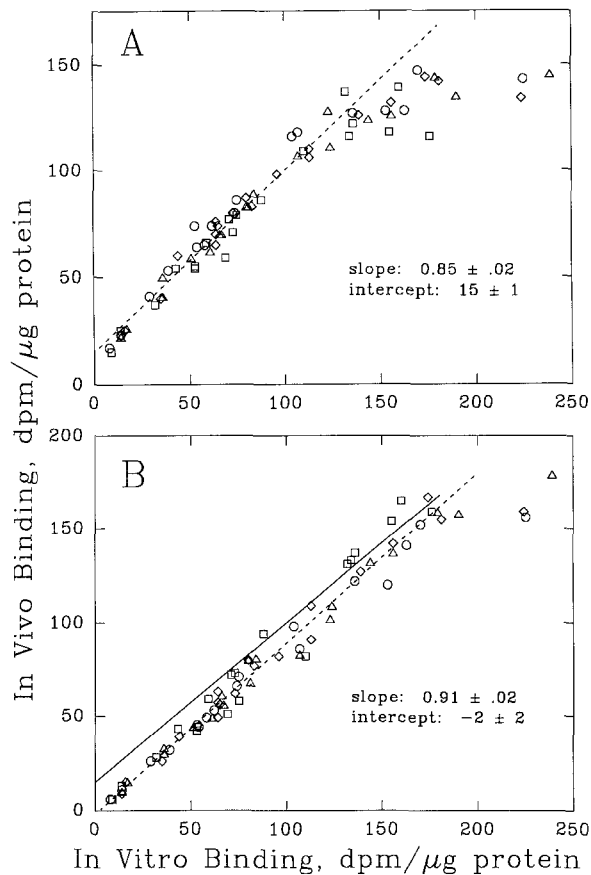 A
150
100
50
0
slope: 0.85 ± .02
intercept: 15 ± 1
0 50 100 150 200 250
In Vivo Binding, dpm/µg protein
B
200
150
100
50
0
slope: 0.91 ± .02
intercept: -2 ± 2
0 50 100 150 200 250
In Vitro Binding, dpm/µg protein